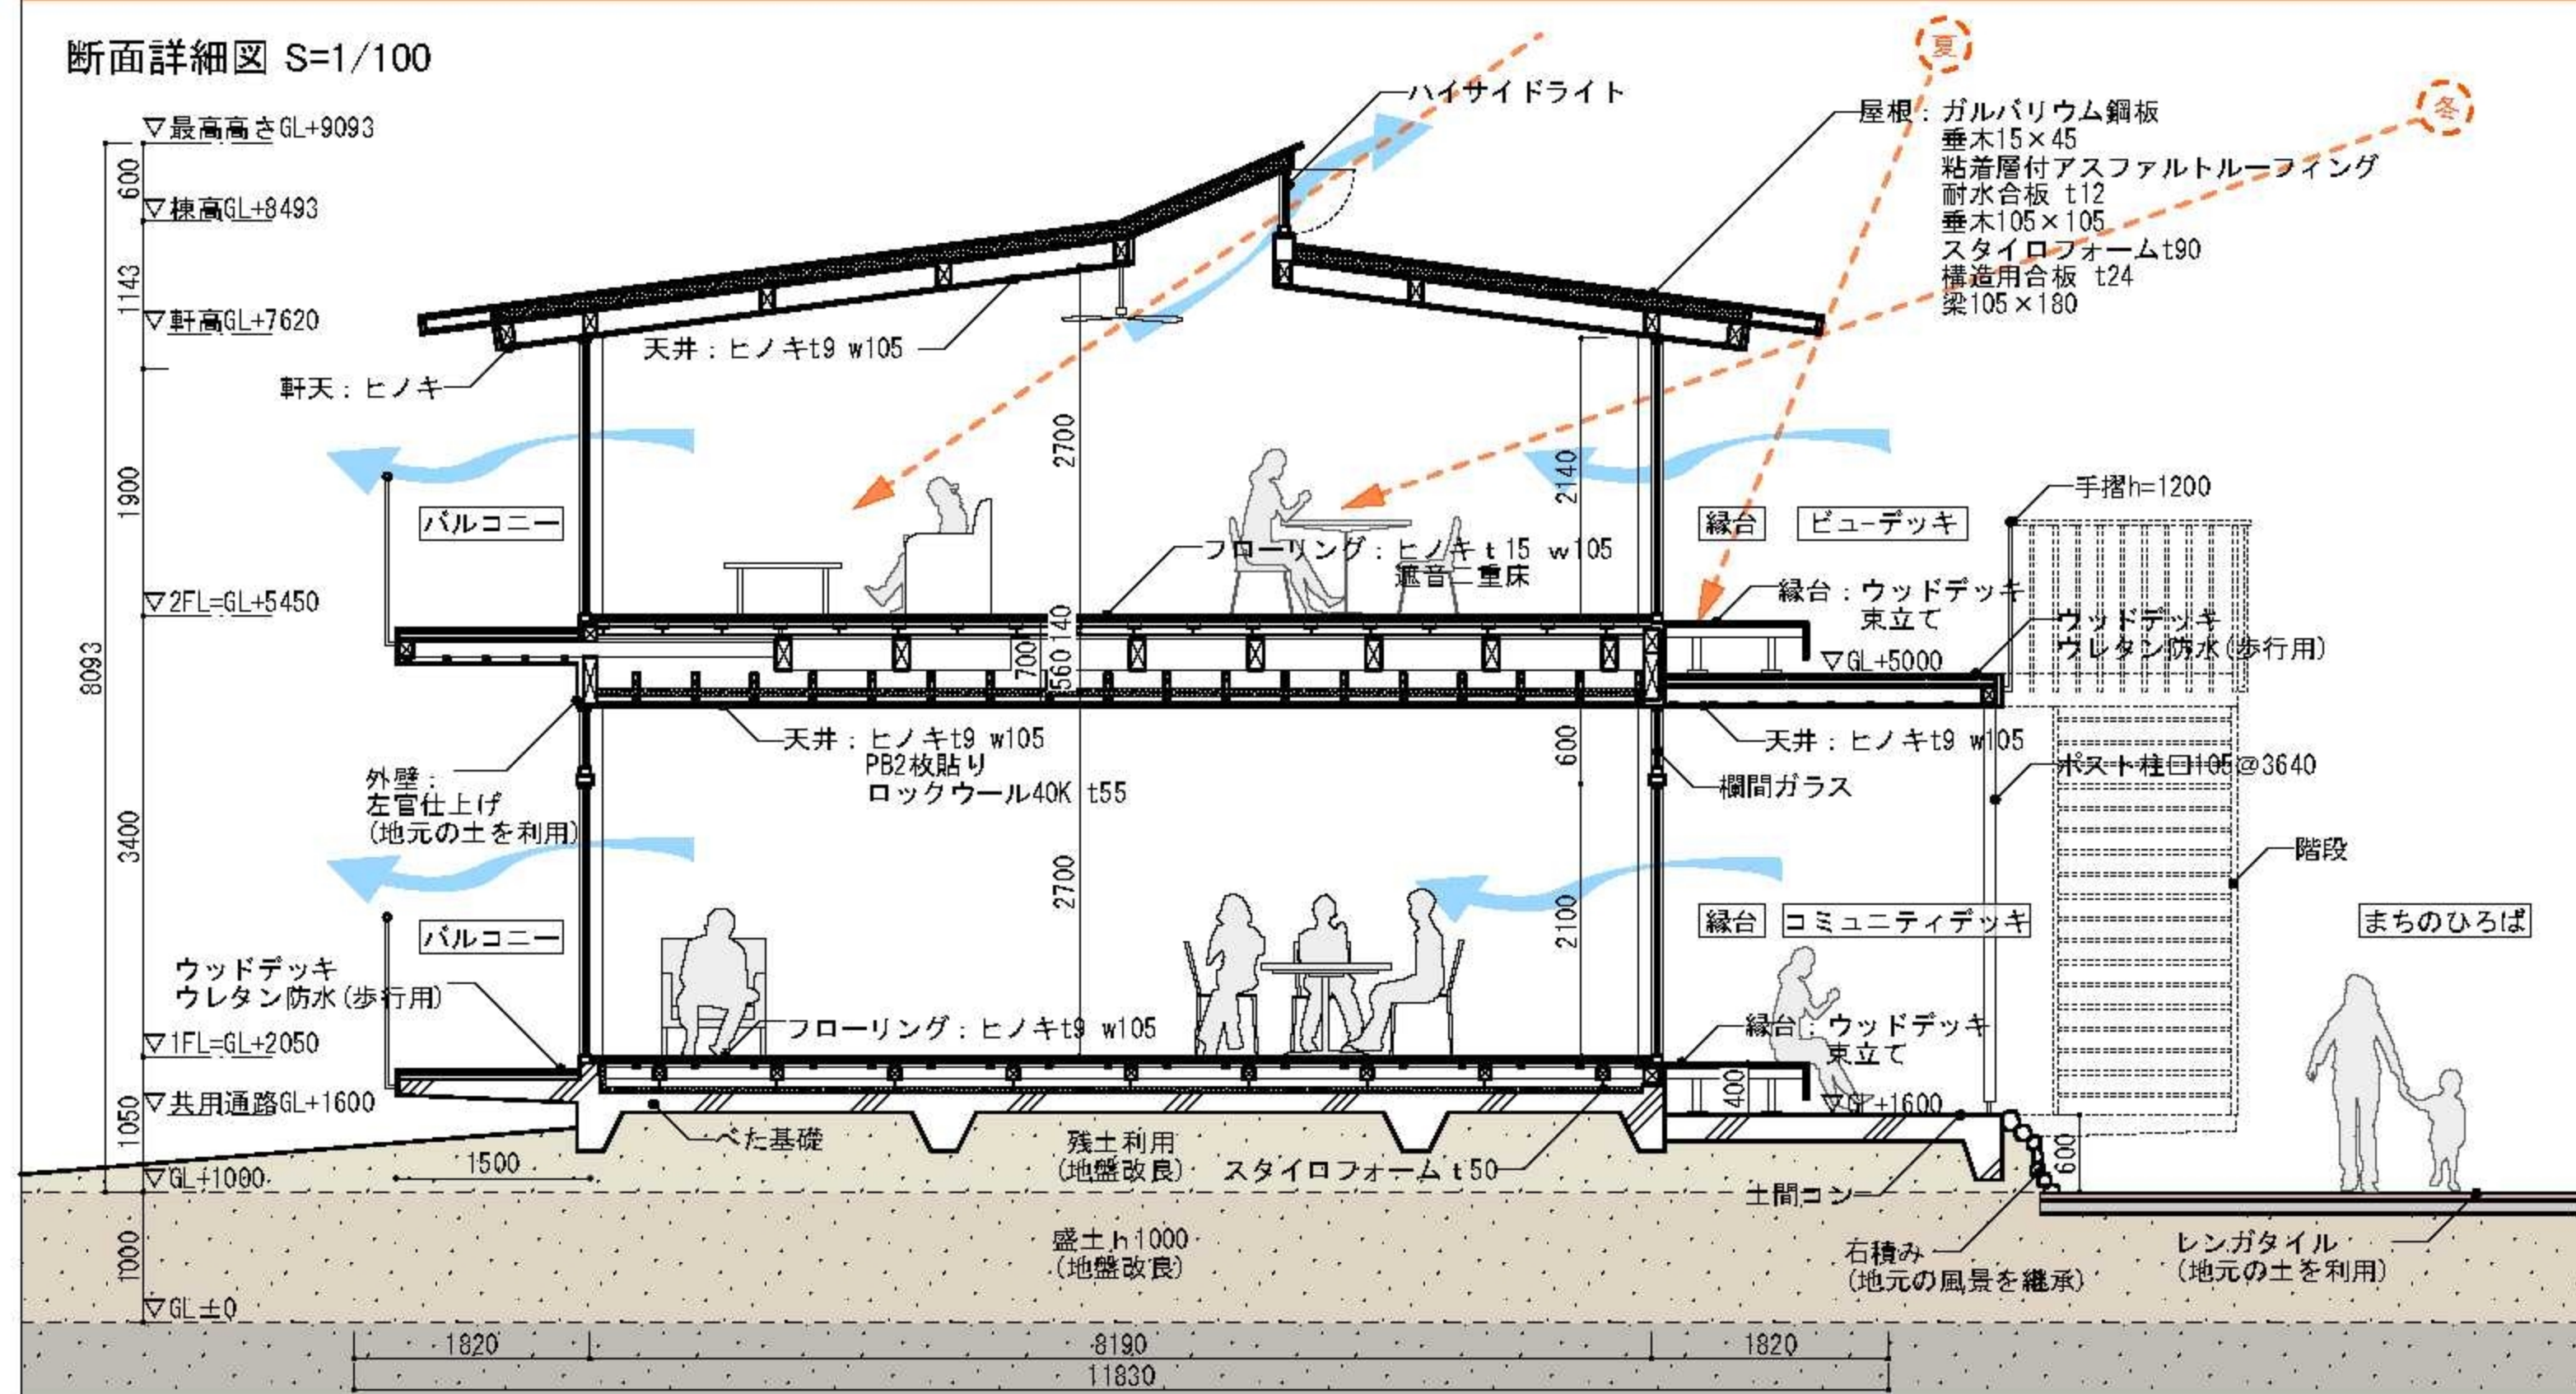 断面詳細図 S=1/100
夏
冬
ハイサイドライト
▽最高高さGL+9093
屋根：ガルバリウム鋼板
垂木15×45
粘着層付アスファルトルーフィング
耐水合板 t12
垂木105×105
スタイロフォームt90
構造用合板 t24
梁105×180
600
▽棟高GL+8493
1143
▽軒高GL+7620
天井：ヒノキt9 w105
軒天：ヒノキ
2700
2140
1900
手摺h=1200
バルコニー
縁台
ビューデッキ
フローリング：ヒノキt15 w105
遮音二重床
▽2FL=GL+5450
縁台：ウッドデッキ
束立て
ウッドデッキ
ウレタン防水(歩行用)
140
700
560
▽GL+5000
8093
天井：ヒノキt9 w105
PB2枚貼り
ロックウール40K t55
600
天井：ヒノキt9 w105
外壁：
左官仕上げ
(地元の土を利用)
欄間ガラス
ポスト柱□105@3640
3400
階段
2700
2100
バルコニー
縁台
コミュニティデッキ
まちのひろば
ウッドデッキ
ウレタン防水(歩行用)
フローリング：ヒノキt9 w105
縁台：ウッドデッキ
束立て
▽1FL=GL+2050
400
▽共用通路GL+1600
▽GL+1600
1050
べた基礎
残土利用
(地盤改良)
スタイロフォームt50
600
1500
▽GL+1000
土間コン
盛土h1000
(地盤改良)
石積み
(地元の風景を継承)
レンガタイル
(地元の土を利用)
1000
▽GL±0
1820
8190
1820
11830